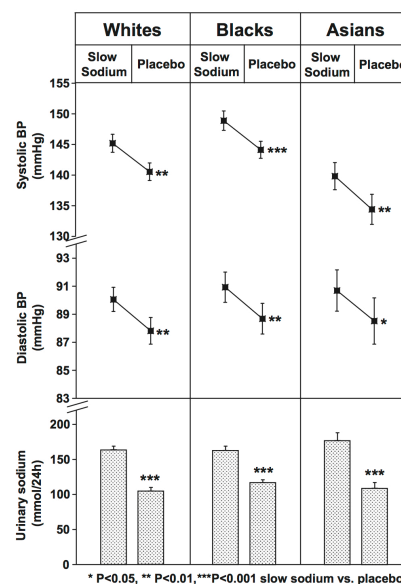 Whites Blacks Asians
Slow Sodium Placebo Slow Sodium Placebo Slow Sodium Placebo
Systolic BP (mmHg)
155
150
145
140
135
130
** *** **
Diastolic BP (mmHg)
93
91
89
87
85
83
** ** *
Urinary sodium (mmol/24h)
200
150
100
50
0
*** *** ***
* P<0.05, ** P<0.01,***P<0.001 slow sodium vs. placebo